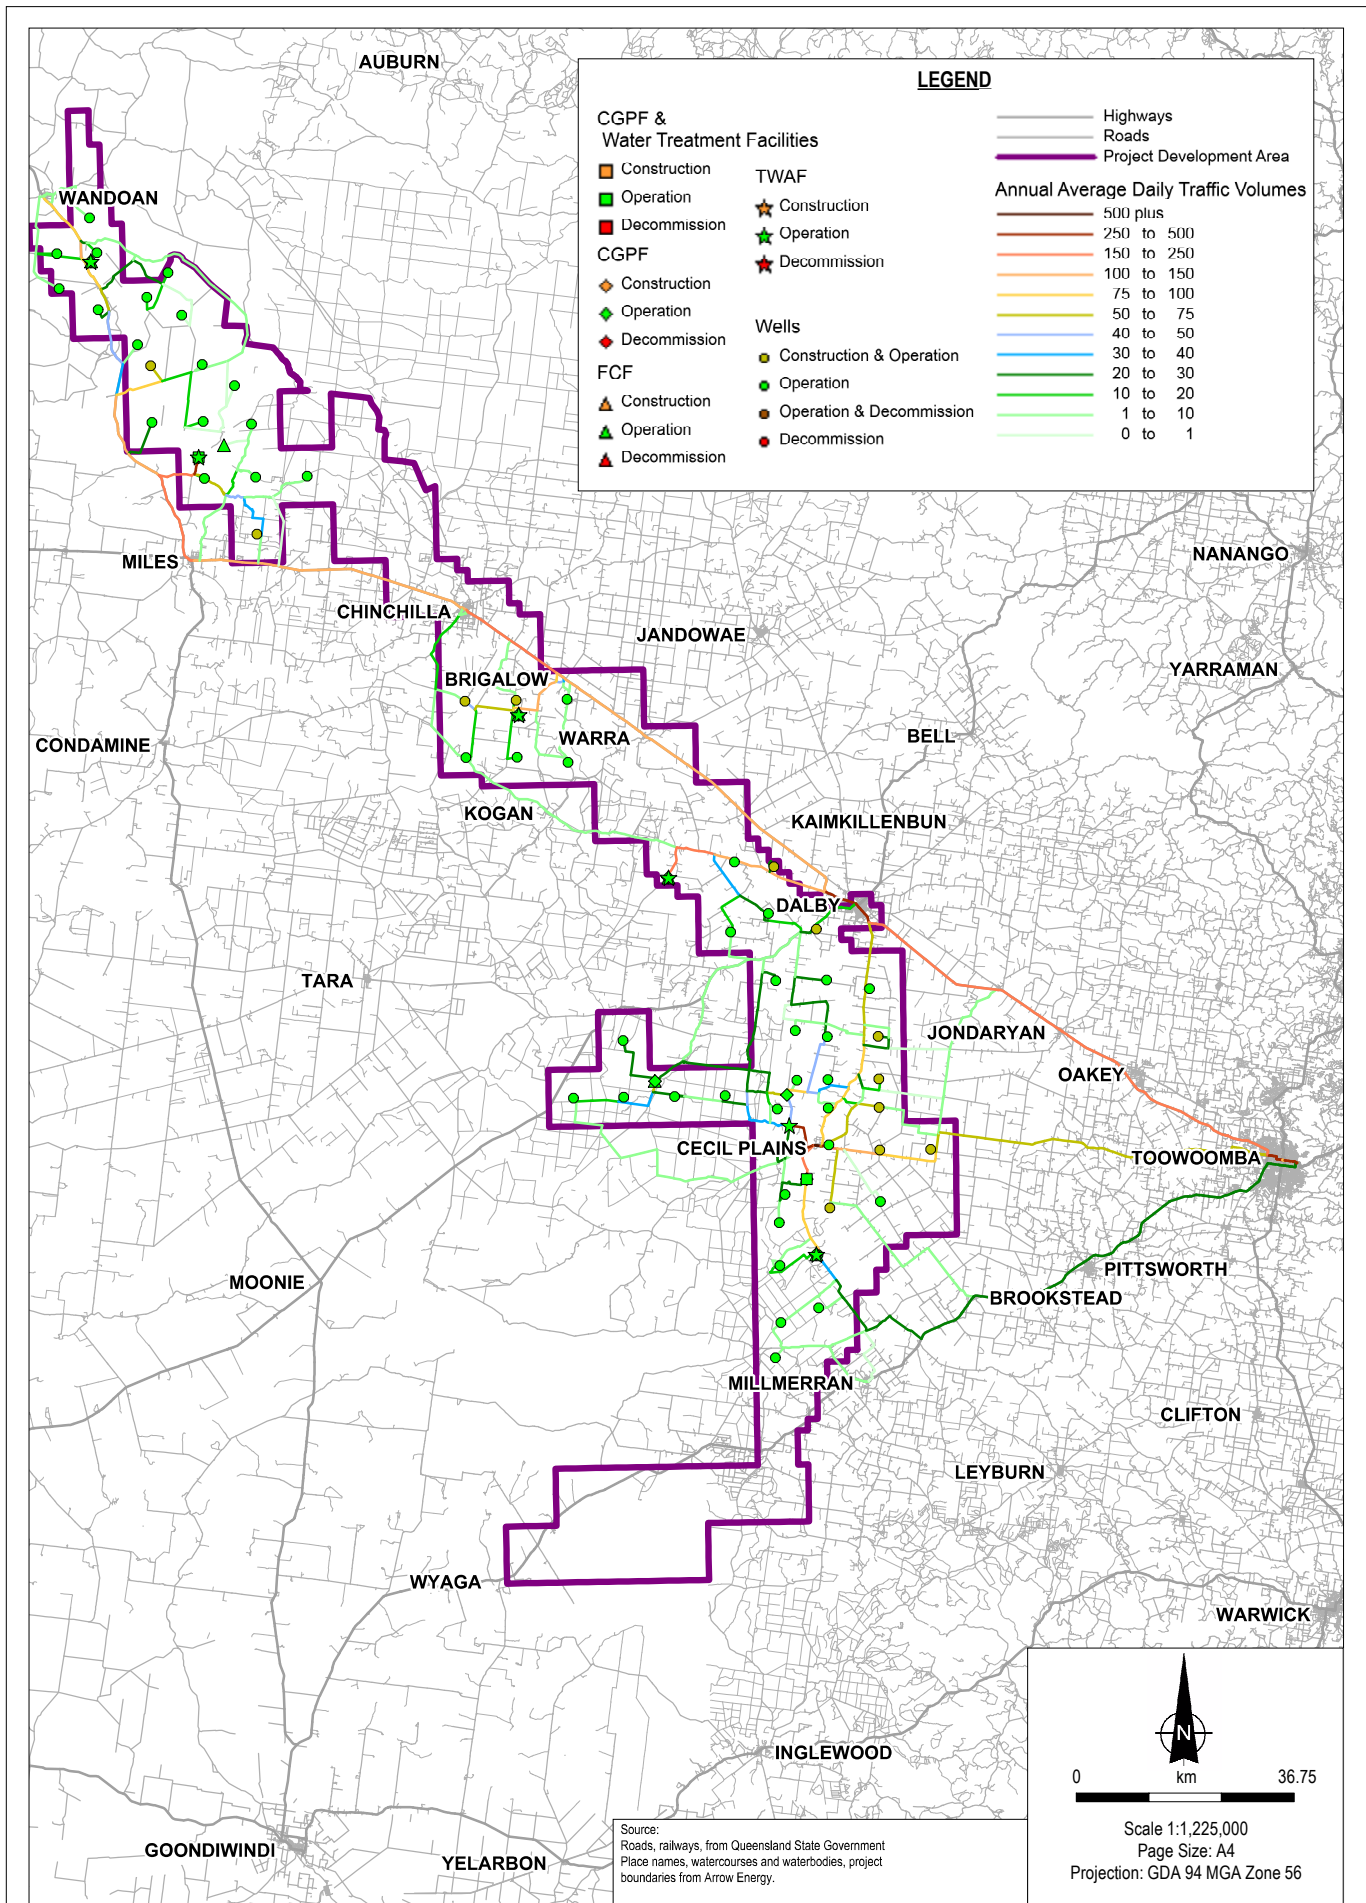 AUBURN
LEGEND
CGPF &
Water Treatment Facilities
Construction
Operation
Decommission
CGPF
Construction
Operation
Decommission
FCF
Construction
Operation
Decommission
TWAF
Construction
Operation
Decommission
Wells
Construction & Operation
Operation
Operation & Decommission
Decommission
Highways
Roads
Project Development Area
Annual Average Daily Traffic Volumes
500 plus
250 to 500
150 to 250
100 to 150
75 to 100
50 to 75
40 to 50
30 to 40
20 to 30
10 to 20
1 to 10
0 to 1
WANDOAN
MILES
NANANGO
CHINCHILLA
JANDOWAE
YARRAMAN
BRIGALOW
CONDAMINE
WARRA
BELL
KOGAN
KAIMKILLENBUN
DALBY
TARA
JONDARYAN
OAKEY
CECIL PLAINS
TOOWOOMBA
MOONIE
PITTSWORTH
BROOKSTEAD
MILLMERRAN
CLIFTON
LEYBURN
WYAGA
WARWICK
INGLEWOOD
GOONDIWINDI
YELARBON
N
0 km 36.75
Scale 1:1,225,000
Page Size: A4
Projection: GDA 94 MGA Zone 56
Source:
Roads, railways, from Queensland State Government
Place names, watercourses and waterbodies, project
boundaries from Arrow Energy.